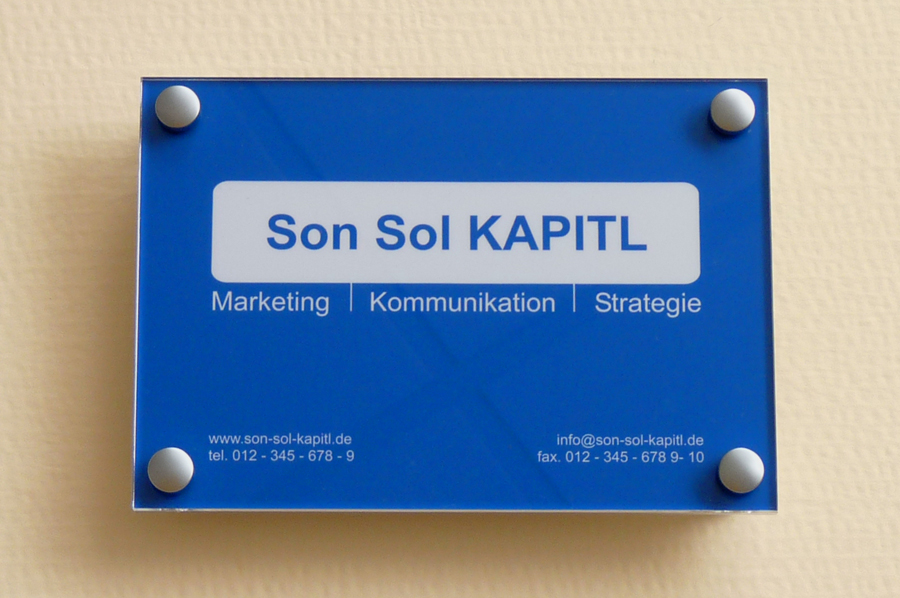 Son Sol KAPITL
Marketing | Kommunikation | Strategie
www.son-sol-kapitl.de info@son-sol-kapitl.de
tel. 012 - 345 - 678 - 9 fax. 012 - 345 - 678 9- 10